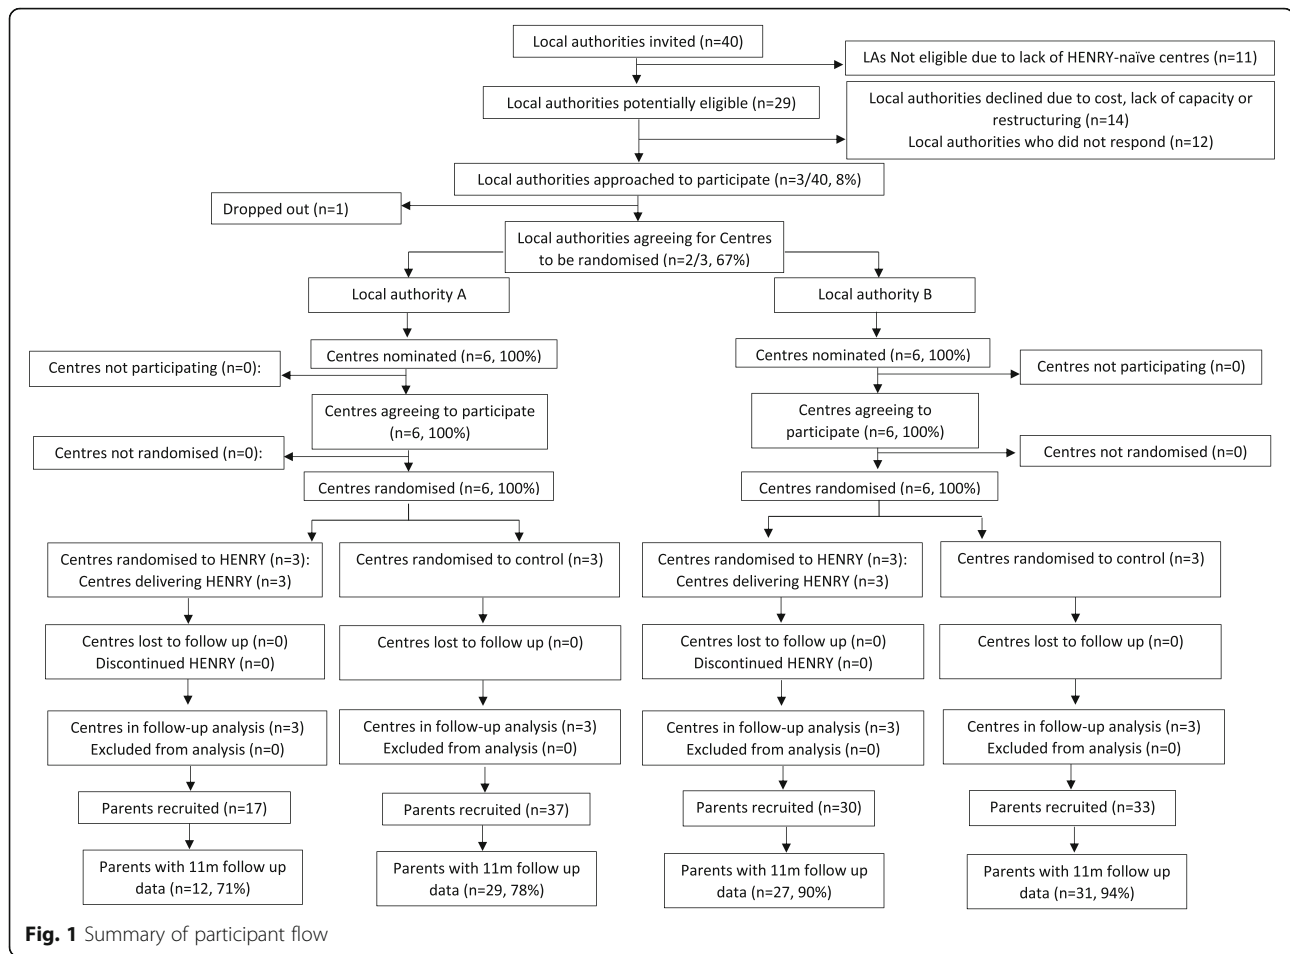 Local authorities invited (n=40)
LAs Not eligible due to lack of HENRY-naïve centres (n=11)
Local authorities potentially eligible (n=29)
Local authorities declined due to cost, lack of capacity or
restructuring (n=14)
Local authorities who did not respond (n=12)
Local authorities approached to participate (n=3/40, 8%)
Dropped out (n=1)
Local authorities agreeing for Centres
to be randomised (n=2/3, 67%)
Local authority A
Local authority B
Centres nominated (n=6, 100%)
Centres nominated (n=6, 100%)
Centres not participating (n=0):
Centres not participating (n=0)
Centres agreeing to participate
(n=6, 100%)
Centres agreeing to
participate (n=6, 100%)
Centres not randomised (n=0):
Centres not randomised (n=0)
Centres randomised (n=6, 100%)
Centres randomised (n=6, 100%)
Centres randomised to HENRY (n=3):
Centres delivering HENRY (n=3)
Centres randomised to control (n=3)
Centres randomised to HENRY (n=3):
Centres delivering HENRY (n=3)
Centres randomised to control (n=3)
Centres lost to follow up (n=0)
Discontinued HENRY (n=0)
Centres lost to follow up (n=0)
Centres lost to follow up (n=0)
Discontinued HENRY (n=0)
Centres lost to follow up (n=0)
Centres in follow-up analysis (n=3)
Excluded from analysis (n=0)
Centres in follow-up analysis (n=3)
Excluded from analysis (n=0)
Centres in follow-up analysis (n=3)
Excluded from analysis (n=0)
Centres in follow-up analysis (n=3)
Excluded from analysis (n=0)
Parents recruited (n=17)
Parents recruited (n=37)
Parents recruited (n=30)
Parents recruited (n=33)
Parents with 11m follow up
data (n=12, 71%)
Parents with 11m follow up
data (n=29, 78%)
Parents with 11m follow up
data (n=27, 90%)
Parents with 11m follow up
data (n=31, 94%)
Fig. 1 Summary of participant flow